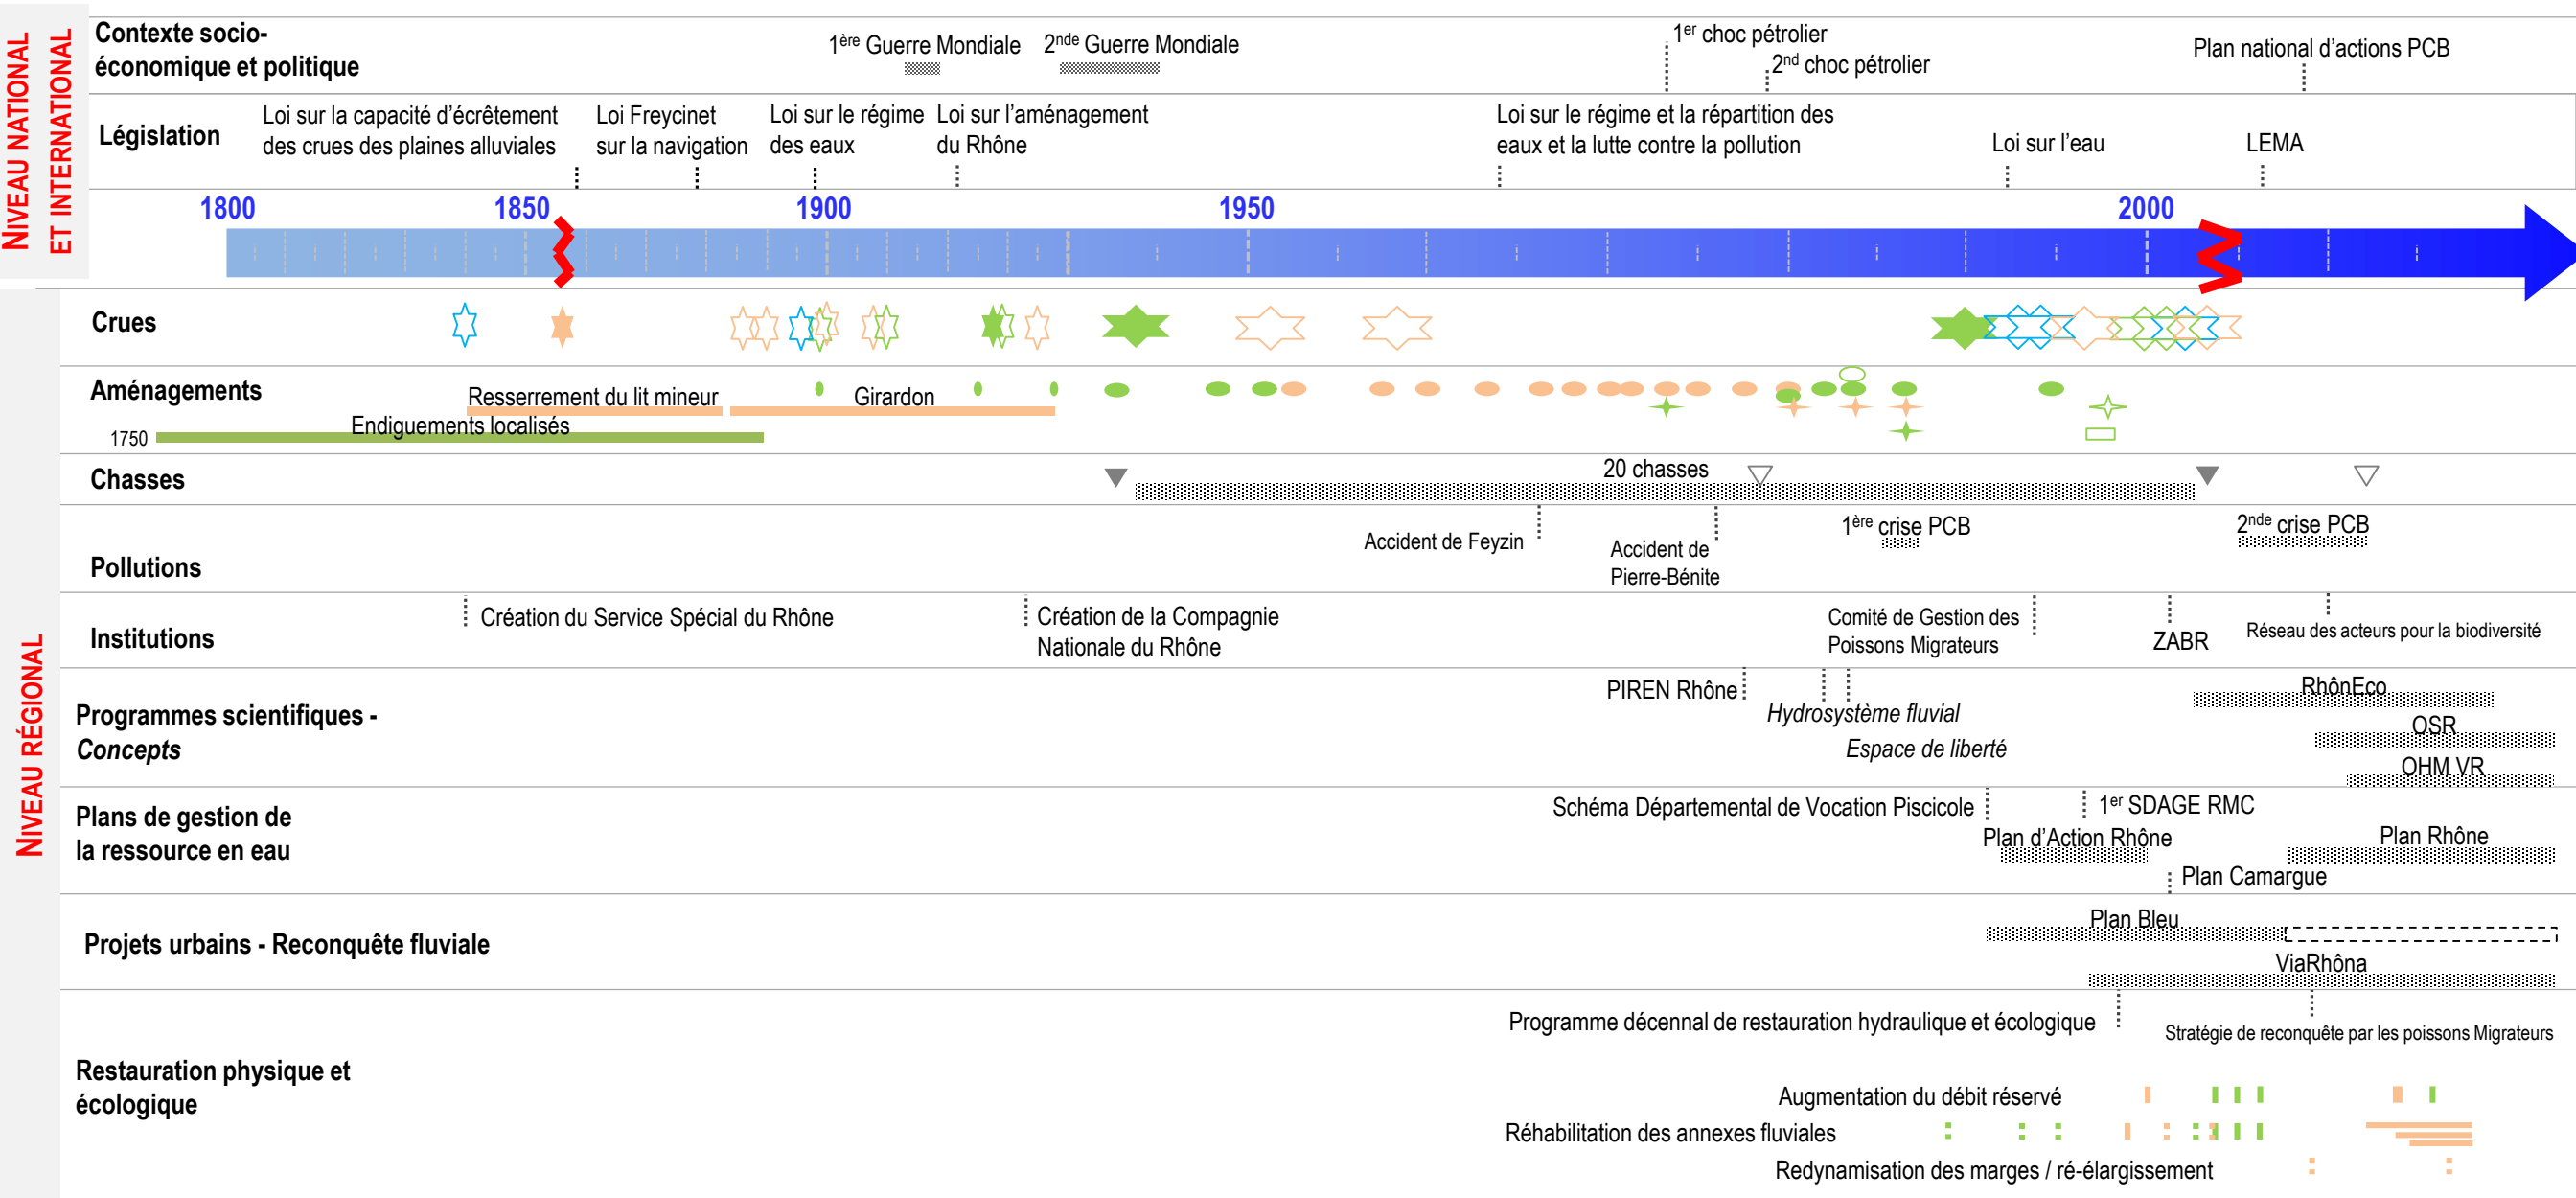 NIVEAU NATIONAL
ET INTERNATIONAL
Contexte socio-
économique et politique
1ère Guerre Mondiale
2nde Guerre Mondiale
1er choc pétrolier
2nd choc pétrolier
Plan national d'actions PCB
Législation
Loi sur la capacité d'écrêtement
des crues des plaines alluviales
Loi Freycinet
sur la navigation
Loi sur le régime
des eaux
Loi sur l'aménagement
du Rhône
Loi sur le régime et la répartition des
eaux et la lutte contre la pollution
Loi sur l'eau
LEMA
1800
1850
1900
1950
2000
NIVEAU RÉGIONAL
Crues
Aménagements
Resserrement du lit mineur
Girardon
Endiguements localisés
1750
Chasses
20 chasses
Pollutions
Accident de Feyzin
Accident de
Pierre-Bénite
1ère crise PCB
2nde crise PCB
Institutions
Création du Service Spécial du Rhône
Création de la Compagnie
Nationale du Rhône
Comité de Gestion des
Poissons Migrateurs
ZABR
Réseau des acteurs pour la biodiversité
Programmes scientifiques -
Concepts
PIREN Rhône
Hydrosystème fluvial
Espace de liberté
RhônEco
OSR
OHM VR
Plans de gestion de
la ressource en eau
Schéma Départemental de Vocation Piscicole
1er SDAGE RMC
Plan d'Action Rhône
Plan Rhône
Plan Camargue
Projets urbains - Reconquête fluviale
Plan Bleu
ViaRhôna
Restauration physique et
écologique
Programme décennal de restauration hydraulique et écologique
Stratégie de reconquête par les poissons Migrateurs
Augmentation du débit réservé
Réhabilitation des annexes fluviales
Redynamisation des marges / ré-élargissement